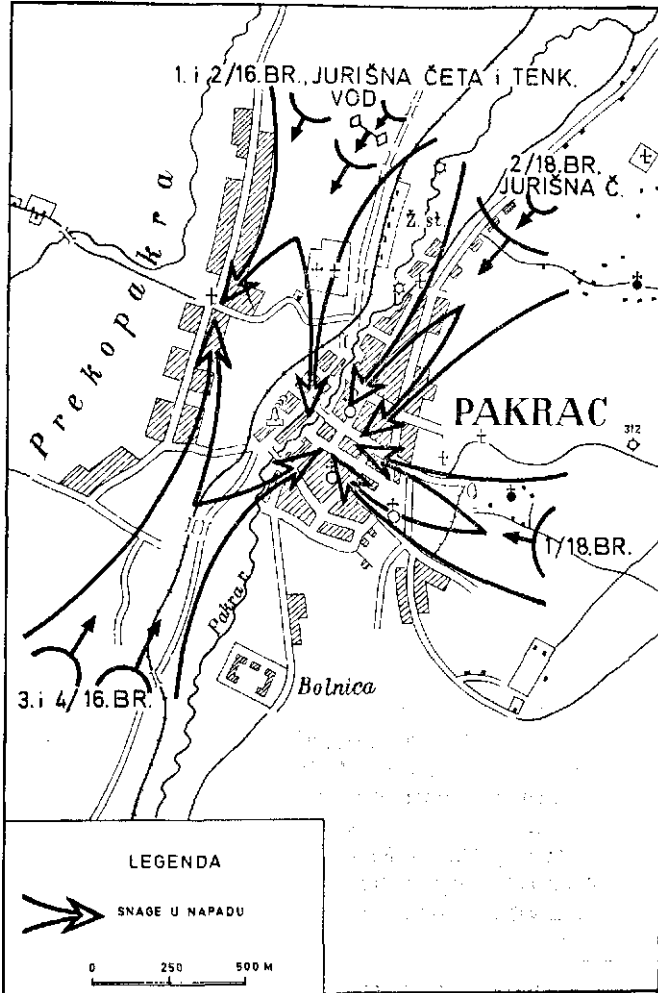 1. i 2/16. BR., JURIŠNA ČETA i TENK.
VOD
2/18. BR.
JURIŠNA Č.
Ž. st.
Prekopakra
PAKRAC
312
1/18. BR.
Pakra r.
3. i 4/16. BR.
Bolnica
LEGENDA
SNAGE U NAPADU
0 250 500 M